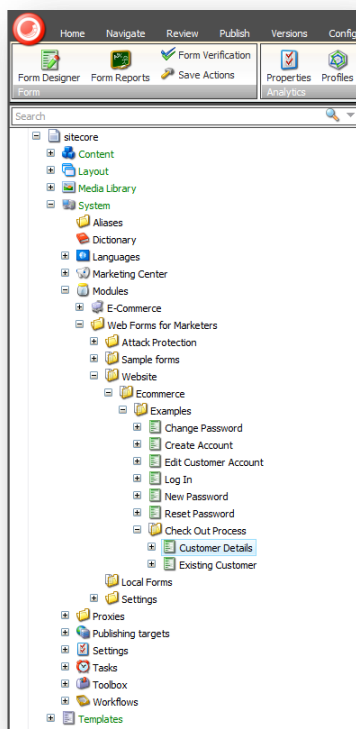 Home Navigate Review Publish Versions Config
Form Designer Form Reports Form Verification Save Actions Properties Profiles
Form Analytics
Search
sitecore
Content
Layout
Media Library
System
Aliases
Dictionary
Languages
Marketing Center
Modules
E-Commerce
Web Forms for Marketers
Attack Protection
Sample forms
Website
Ecommerce
Examples
Change Password
Create Account
Edit Customer Account
Log In
New Password
Reset Password
Check Out Process
Customer Details
Existing Customer
Local Forms
Settings
Proxies
Publishing targets
Settings
Tasks
Toolbox
Workflows
Templates